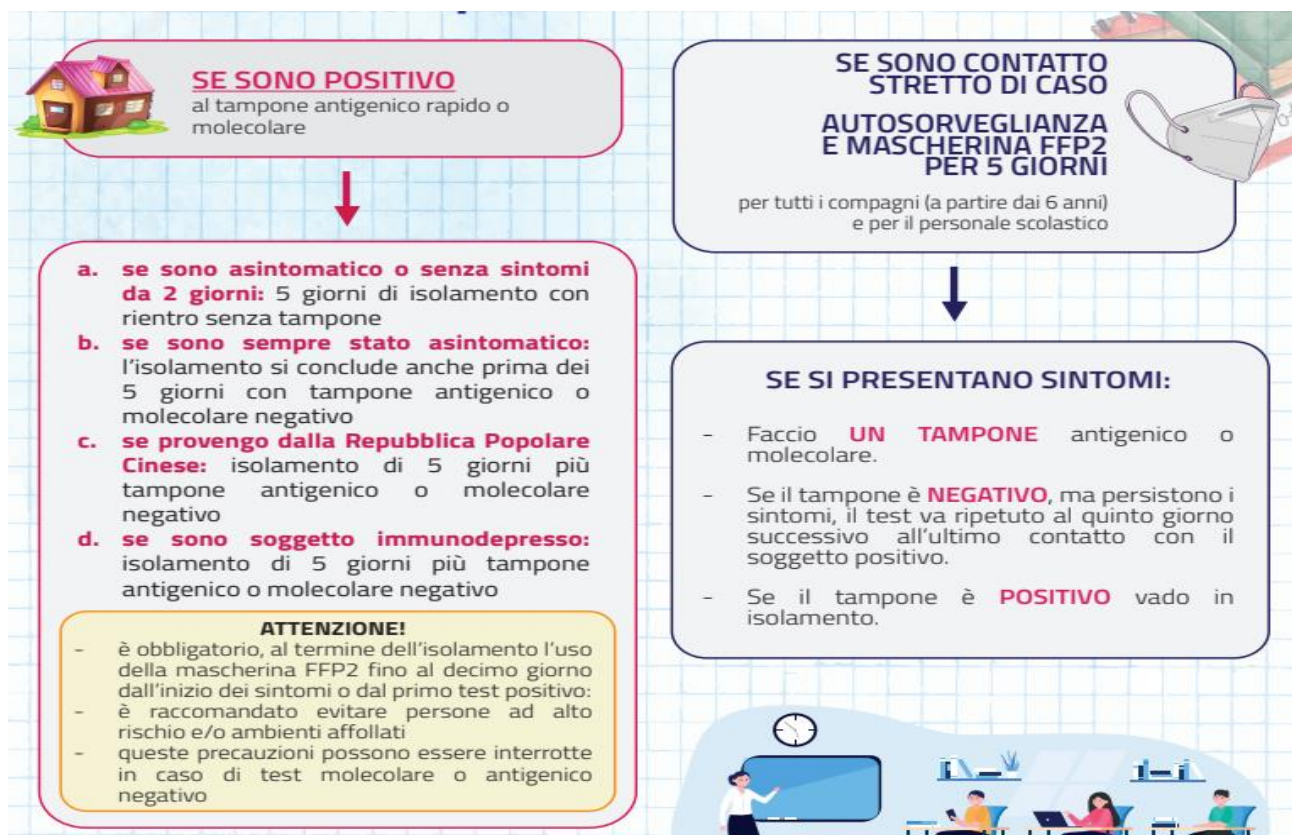 SE SONO POSITIVO
al tampone antigenico rapido o
molecolare
a. se sono asintomatico o senza sintomi
da 2 giorni: 5 giorni di isolamento con
rientro senza tampone
b. se sono sempre stato asintomatico:
l'isolamento si conclude anche prima dei
5 giorni con tampone antigenico o
molecolare negativo
c. se provengo dalla Repubblica Popolare
Cinese: isolamento di 5 giorni più
tampone antigenico o molecolare
negativo
d. se sono soggetto immunodepresso:
isolamento di 5 giorni più tampone
antigenico o molecolare negativo
ATTENZIONE!
- è obbligatorio, al termine dell'isolamento l'uso
della mascherina FFP2 fino al decimo giorno
dall'inizio dei sintomi o dal primo test positivo:
- è raccomandato evitare persone ad alto
rischio e/o ambienti affollati
- queste precauzioni possono essere interrotte
in caso di test molecolare o antigenico
negativo
SE SONO CONTATTO
STRETTO DI CASO
AUTOSORVEGLIANZA
E MASCHERINA FFP2
PER 5 GIORNI
per tutti i compagni (a partire dai 6 anni)
e per il personale scolastico
SE SI PRESENTANO SINTOMI:
- Faccio UN TAMPONE antigenico o
molecolare.
- Se il tampone è NEGATIVO, ma persistono i
sintomi, il test va ripetuto al quinto giorno
successivo all'ultimo contatto con il
soggetto positivo.
- Se il tampone è POSITIVO vado in
isolamento.